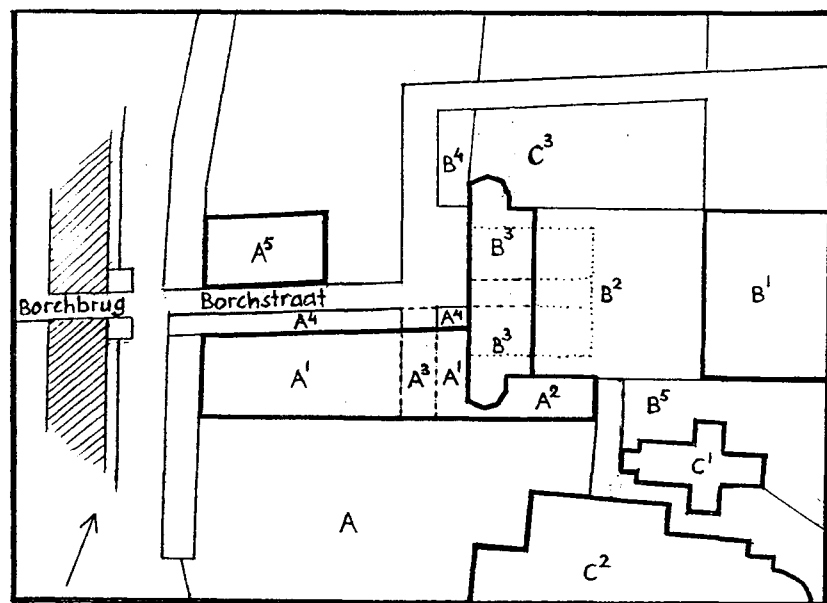 B⁴
C³
A⁵
B³
B²
B¹
Borchbrug
Borchstraat
A⁴
A⁴
B³
A¹
A³
A¹
A²
B⁵
C¹
A
C²